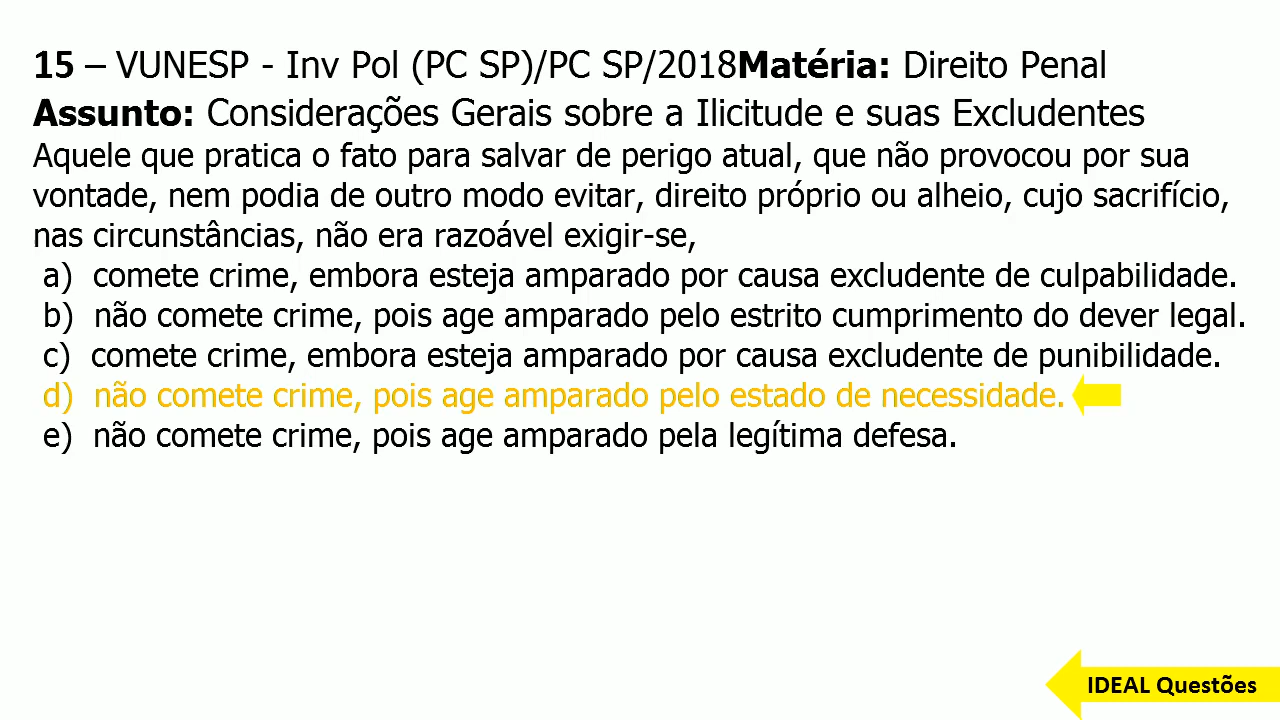 15 – VUNESP - Inv Pol (PC SP)/PC SP/2018Matéria: Direito Penal
Assunto: Considerações Gerais sobre a Ilicitude e suas Excludentes
Aquele que pratica o fato para salvar de perigo atual, que não provocou por sua
vontade, nem podia de outro modo evitar, direito próprio ou alheio, cujo sacrifício,
nas circunstâncias, não era razoável exigir-se,
a) comete crime, embora esteja amparado por causa excludente de culpabilidade.
b) não comete crime, pois age amparado pelo estrito cumprimento do dever legal.
c) comete crime, embora esteja amparado por causa excludente de punibilidade.
d) não comete crime, pois age amparado pelo estado de necessidade.
e) não comete crime, pois age amparado pela legítima defesa.
IDEAL Questões